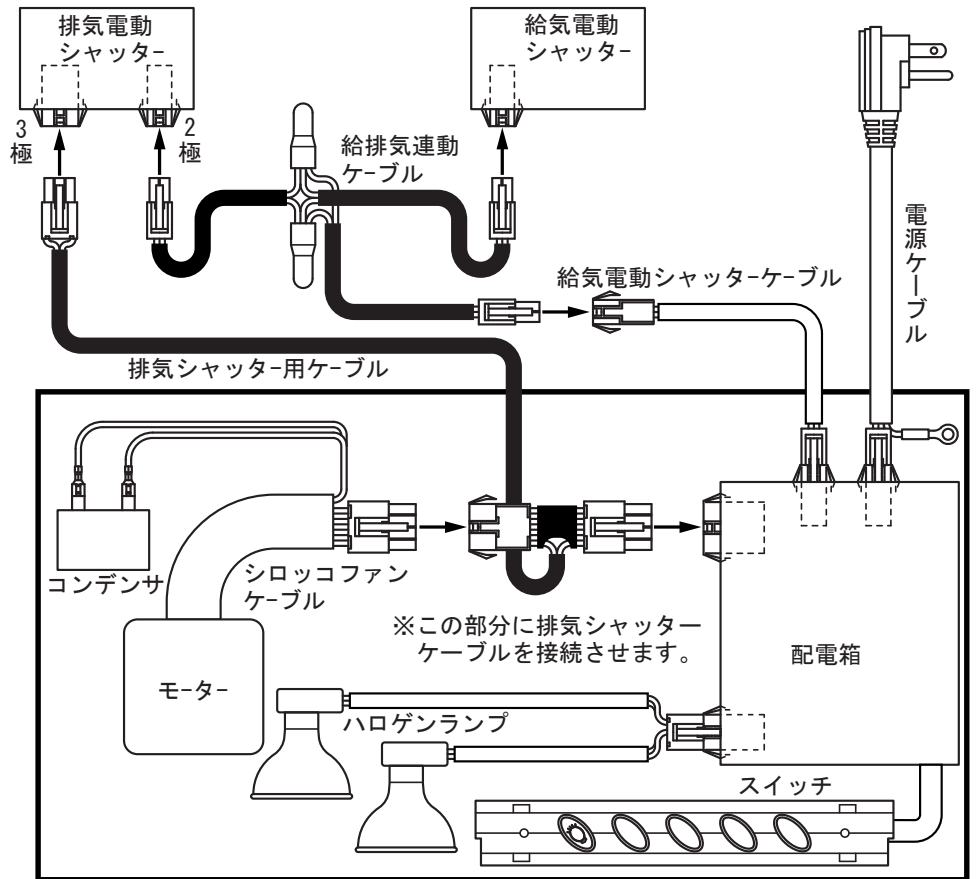 排気電動
シャッター
給気電動
シャッター
3
極
2
極
給排気連動
ケーブル
電源ケーブル
給気電動シャッターケーブル
排気シャッター用ケーブル
コンデンサ
シロッコファン
ケーブル
※この部分に排気シャッター
ケーブルを接続させます。
配電箱
モーター
ハロゲンランプ
スイッチ